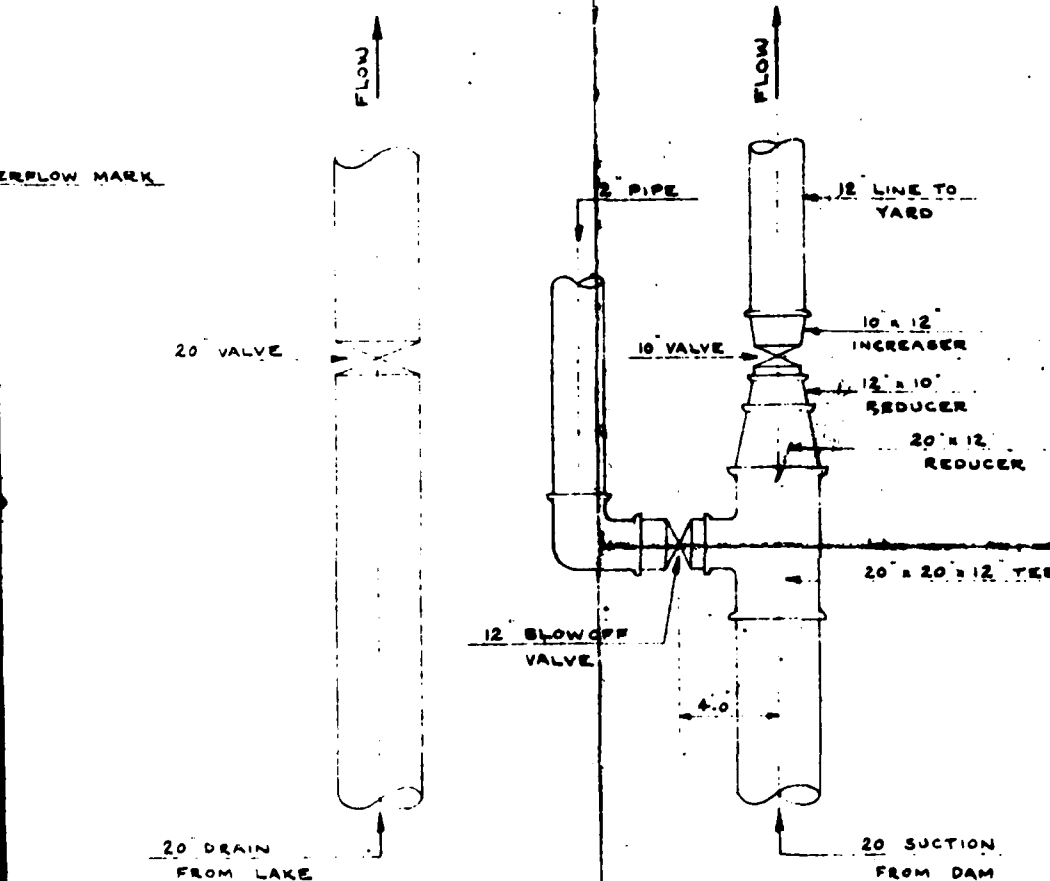 FLOW
FLOW
ERFLOW MARK
2" PIPE
12" LINE TO
YARD
20" VALVE
10" VALVE
10" x 12"
INCREASER
12" x 10"
REDUCER
20" x 12
REDUCER
20" x 20" x 12" TEE
12" BLOWOFF
VALVE
4'.0"
20" DRAIN
FROM LAKE
20 SUCTION
FROM DAM